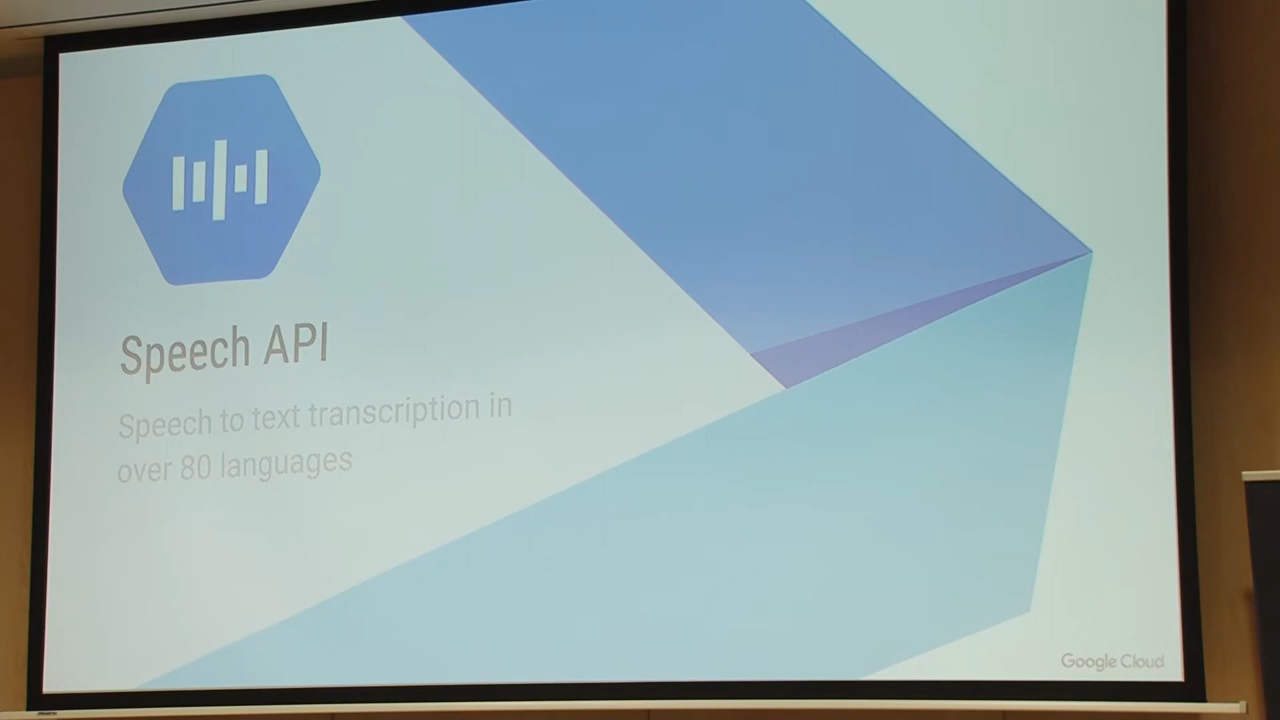 Speech API
Speech to text transcription in
over 80 languages
Google Cloud